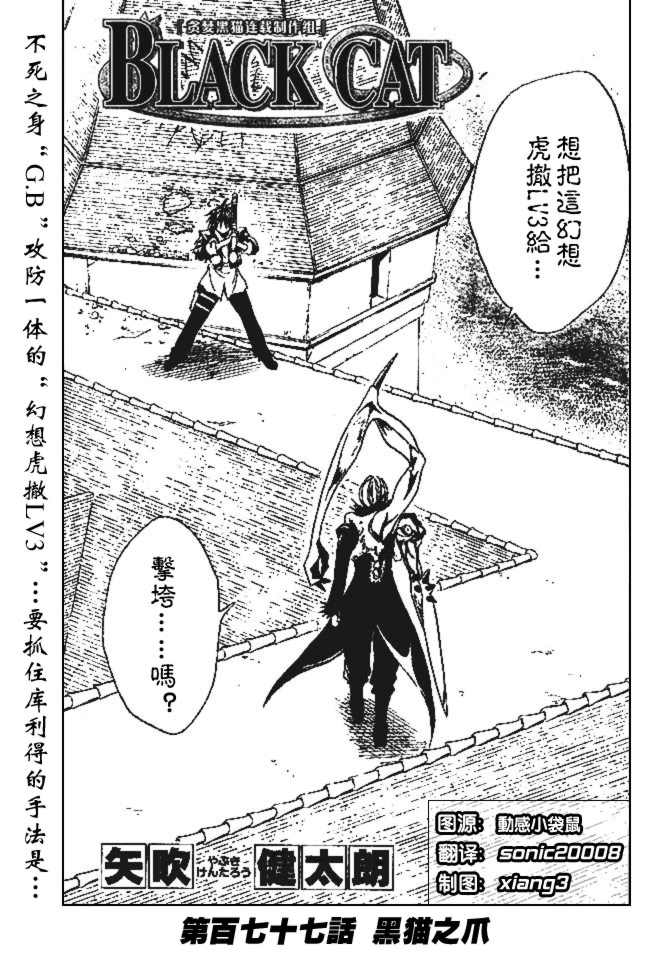 【贪婪黑猫连载制作组】
BLACK CAT
想把這幻想
虎撤LV3給…
擊垮……嗎？
不死之身“G.B”攻防一体的“幻想虎撤LV3”…要抓住库利得的手法是…
图源：動感小袋鼠
翻译：sonic20008
制图：xiang3
矢吹 健太朗
やぶき
けんたろう
第百七十七話 黑猫之爪